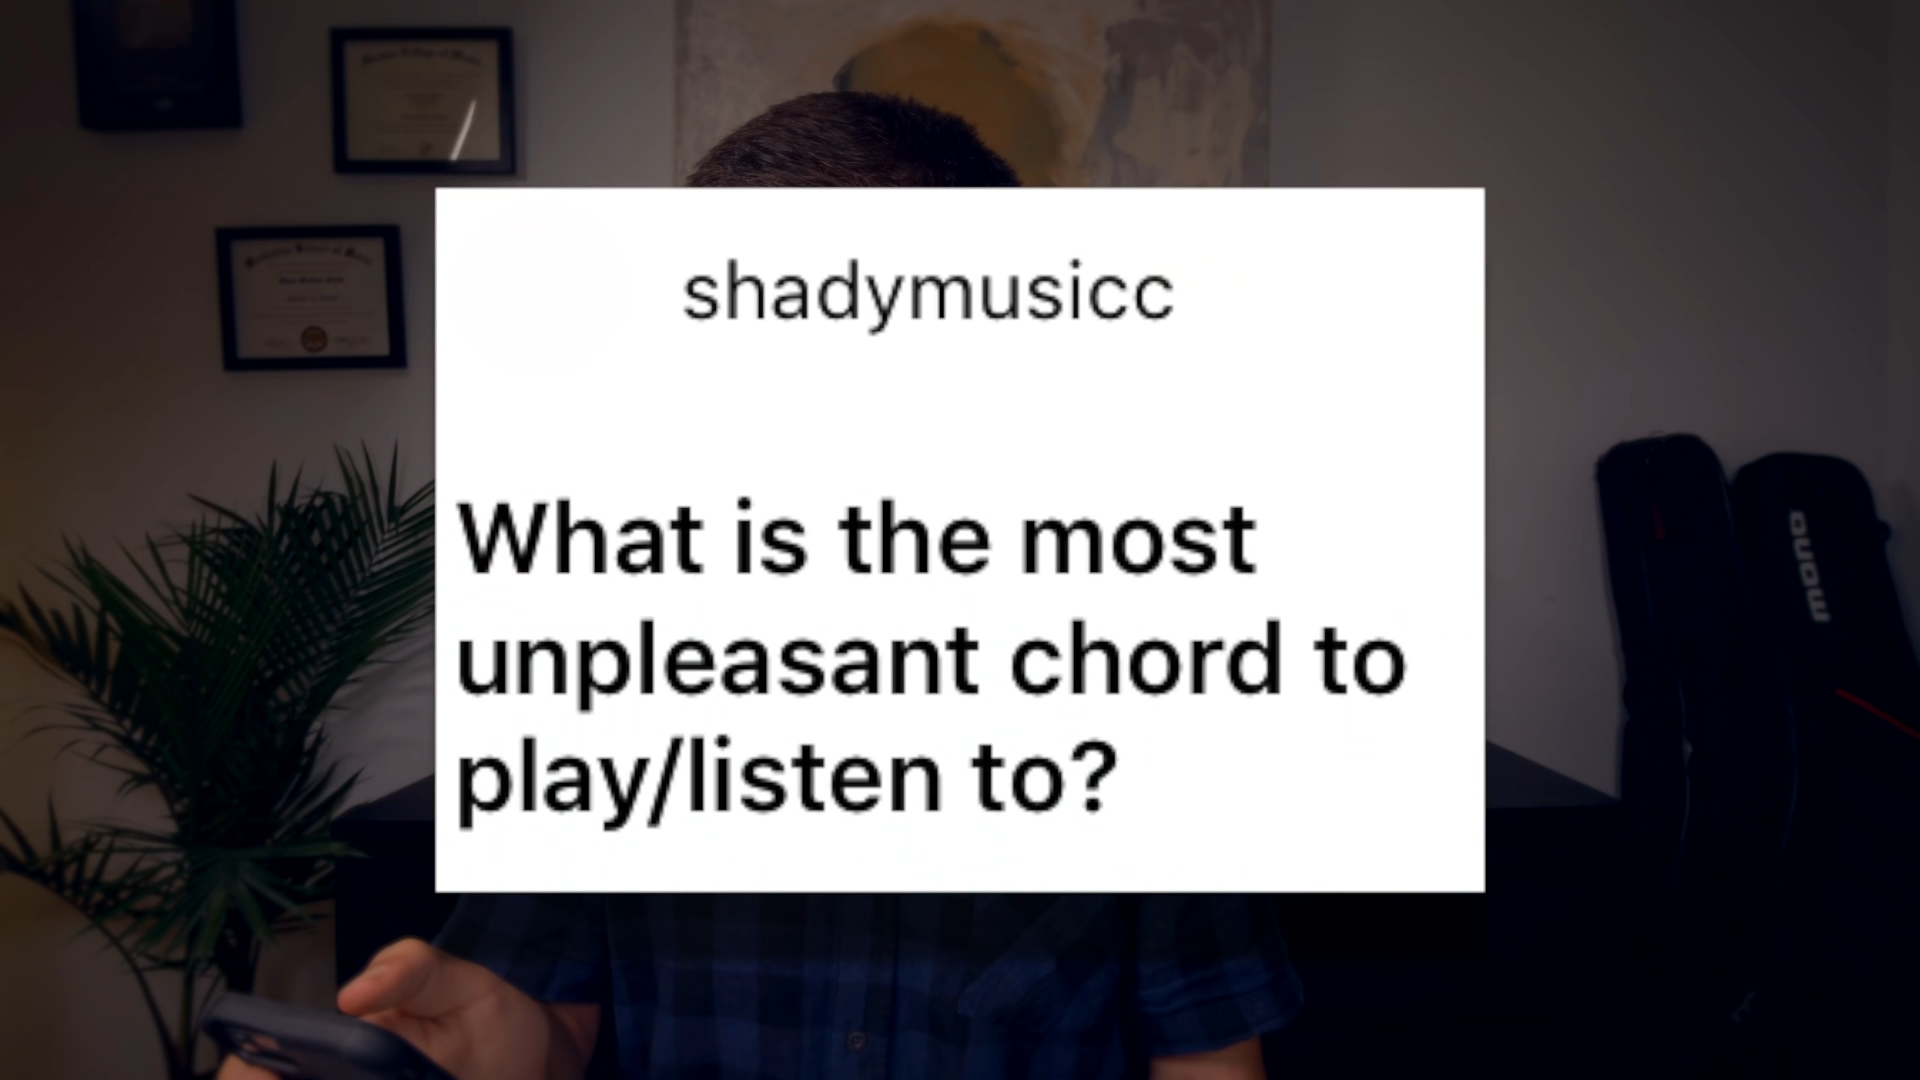 shadymusicc
What is the most
unpleasant chord to
play/listen to?
mono